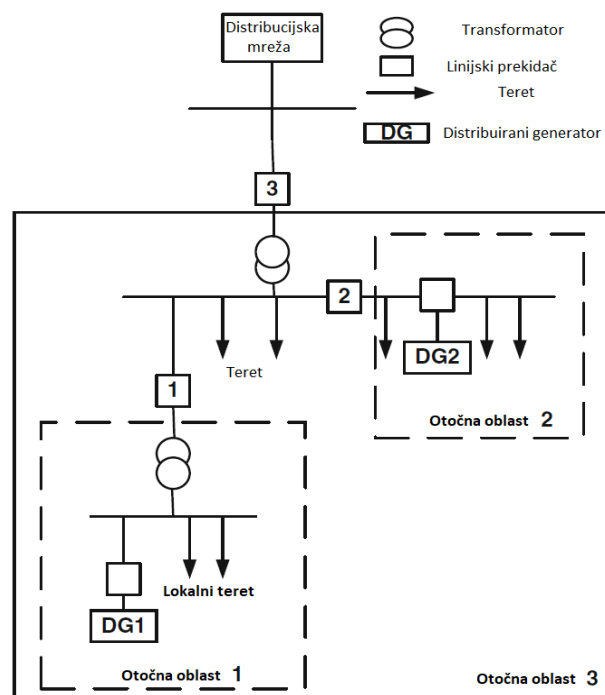 Distribucijska
mreža
Transformator
Linijski prekidač
Teret
DG
Distribuirani generator
3
2
DG2
Teret
1
Otočna oblast 2
Lokalni teret
DG1
Otočna oblast 1
Otočna oblast 3